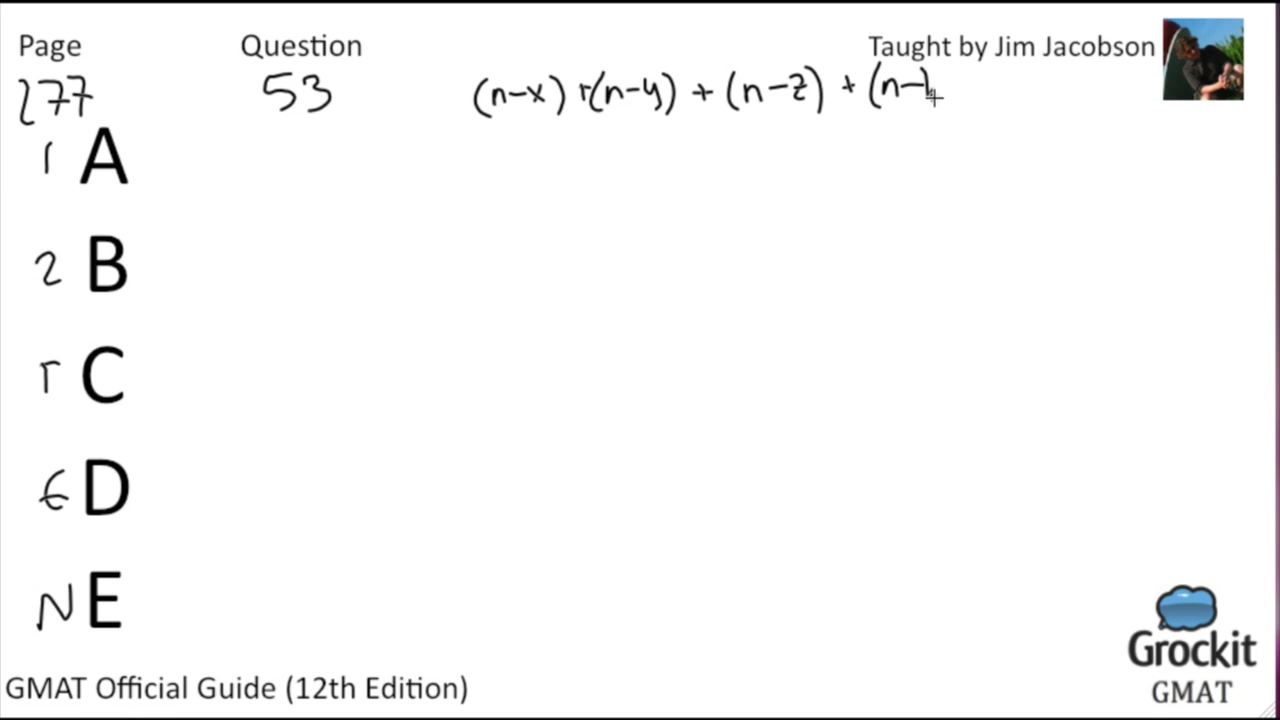 Page Question Taught by Jim Jacobson
277 53 (n-x) +(n-y) + (n-z) + (n-
1 A
2 B
T C
E D
N E
Grockit
GMAT
GMAT Official Guide (12th Edition)